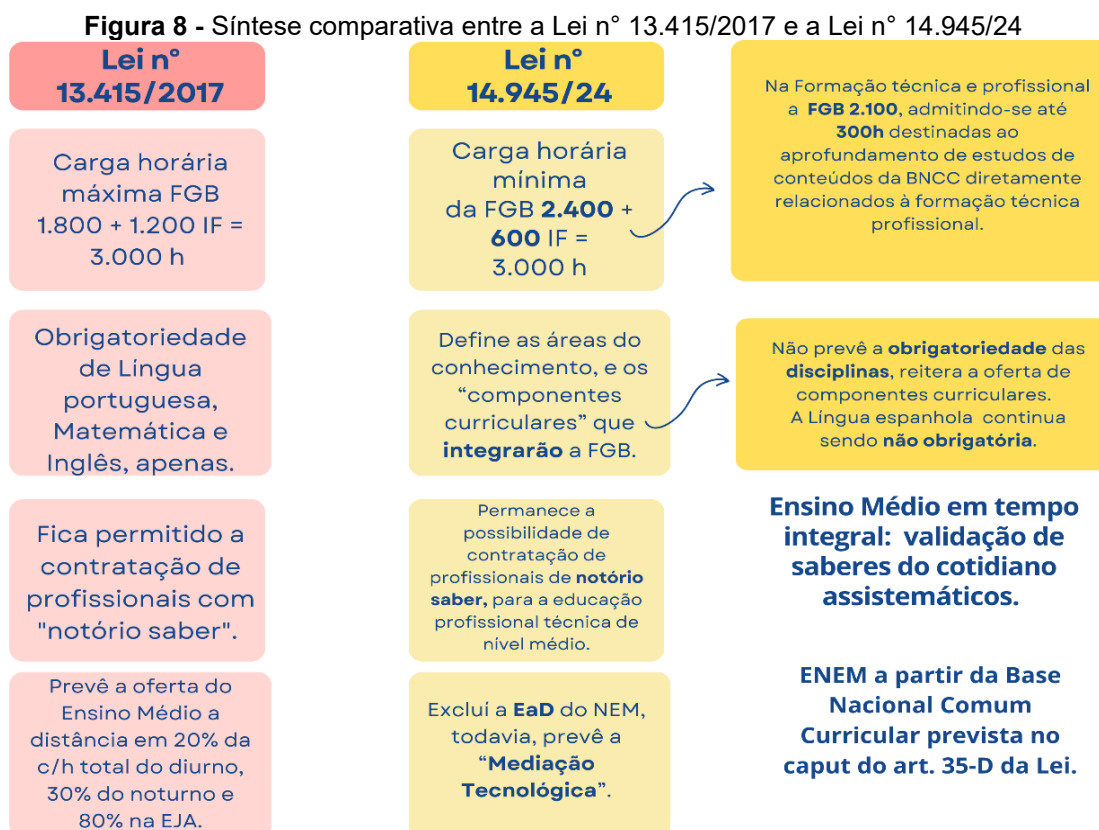 Figura 8 - Síntese comparativa entre a Lei n° 13.415/2017 e a Lei n° 14.945/24
Lei nº
13.415/2017
Carga horária
máxima FGB
1.800 + 1.200 IF =
3.000 h
Obrigatoriedade
de Língua
portuguesa,
Matemática e
Inglês, apenas.
Fica permitido a
contratação de
profissionais com
"notório saber".
Prevê a oferta do
Ensino Médio a
distância em 20% da
c/h total do diurno,
30% do noturno e
80% na EJA.
Lei nº
14.945/24
Carga horária
mínima
da FGB 2.400 +
600 IF =
3.000 h
Define as áreas do
conhecimento, e os
“componentes
curriculares” que
integrarão a FGB.
Permanece a
possibilidade de
contratação de
profissionais de notório
saber, para a educação
profissional técnica de
nível médio.
Excluí a EaD do NEM,
todavia, prevê a
“Mediação
Tecnológica”.
Na Formação técnica e profissional
a FGB 2.100, admitindo-se até
300h destinadas ao
aprofundamento de estudos de
conteúdos da BNCC diretamente
relacionados à formação técnica
profissional.
Não prevê a obrigatoriedade das
disciplinas, reitera a oferta de
componentes curriculares.
A Língua espanhola continua
sendo não obrigatória.
Ensino Médio em tempo
integral: validação de
saberes do cotidiano
assistemáticos.
ENEM a partir da Base
Nacional Comum
Curricular prevista no
caput do art. 35-D da Lei.